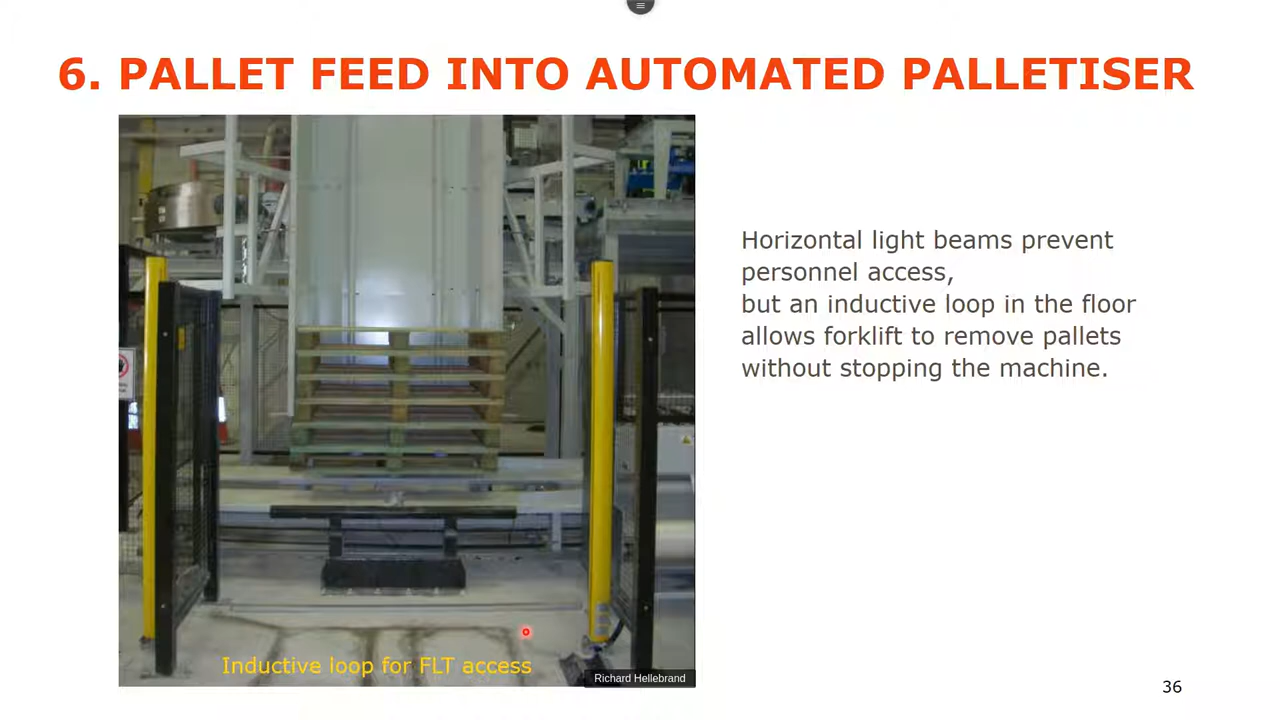 6. PALLET FEED INTO AUTOMATED PALLETISER
Horizontal light beams prevent
personnel access,
but an inductive loop in the floor
allows forklift to remove pallets
without stopping the machine.
Inductive loop for FLT access
Richard Hellebrand
36